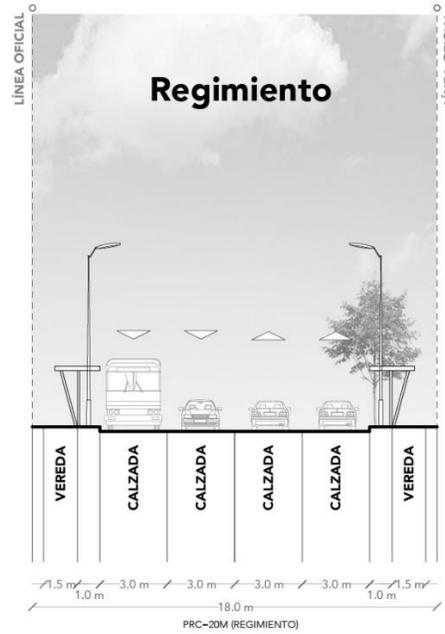 LÍNEA OFICIAL
Regimiento
VEREDA
CALZADA
CALZADA
CALZADA
CALZADA
VEREDA
1.5 m
3.0 m
3.0 m
3.0 m
3.0 m
1.5 m
1.0 m
1.0 m
18.0 m
PRC-20M (REGIMIENTO)